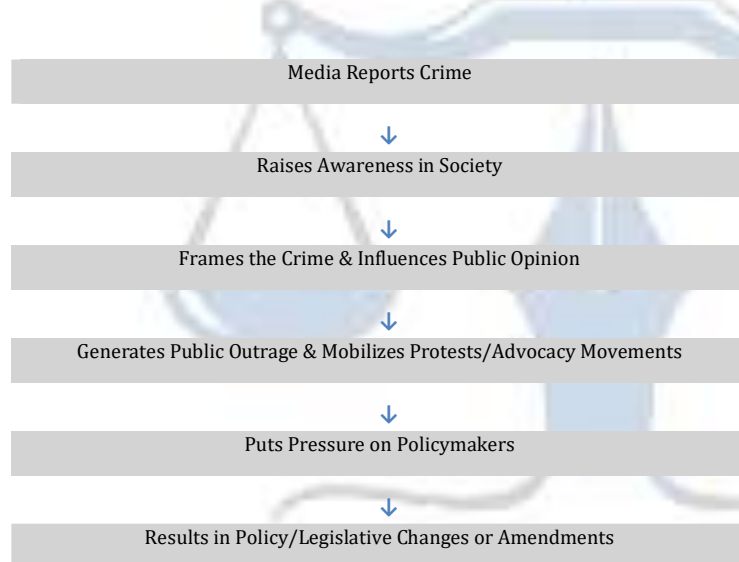 Media Reports Crime
Raises Awareness in Society
Frames the Crime & Influences Public Opinion
Generates Public Outrage & Mobilizes Protests/Advocacy Movements
Puts Pressure on Policymakers
Results in Policy/Legislative Changes or Amendments